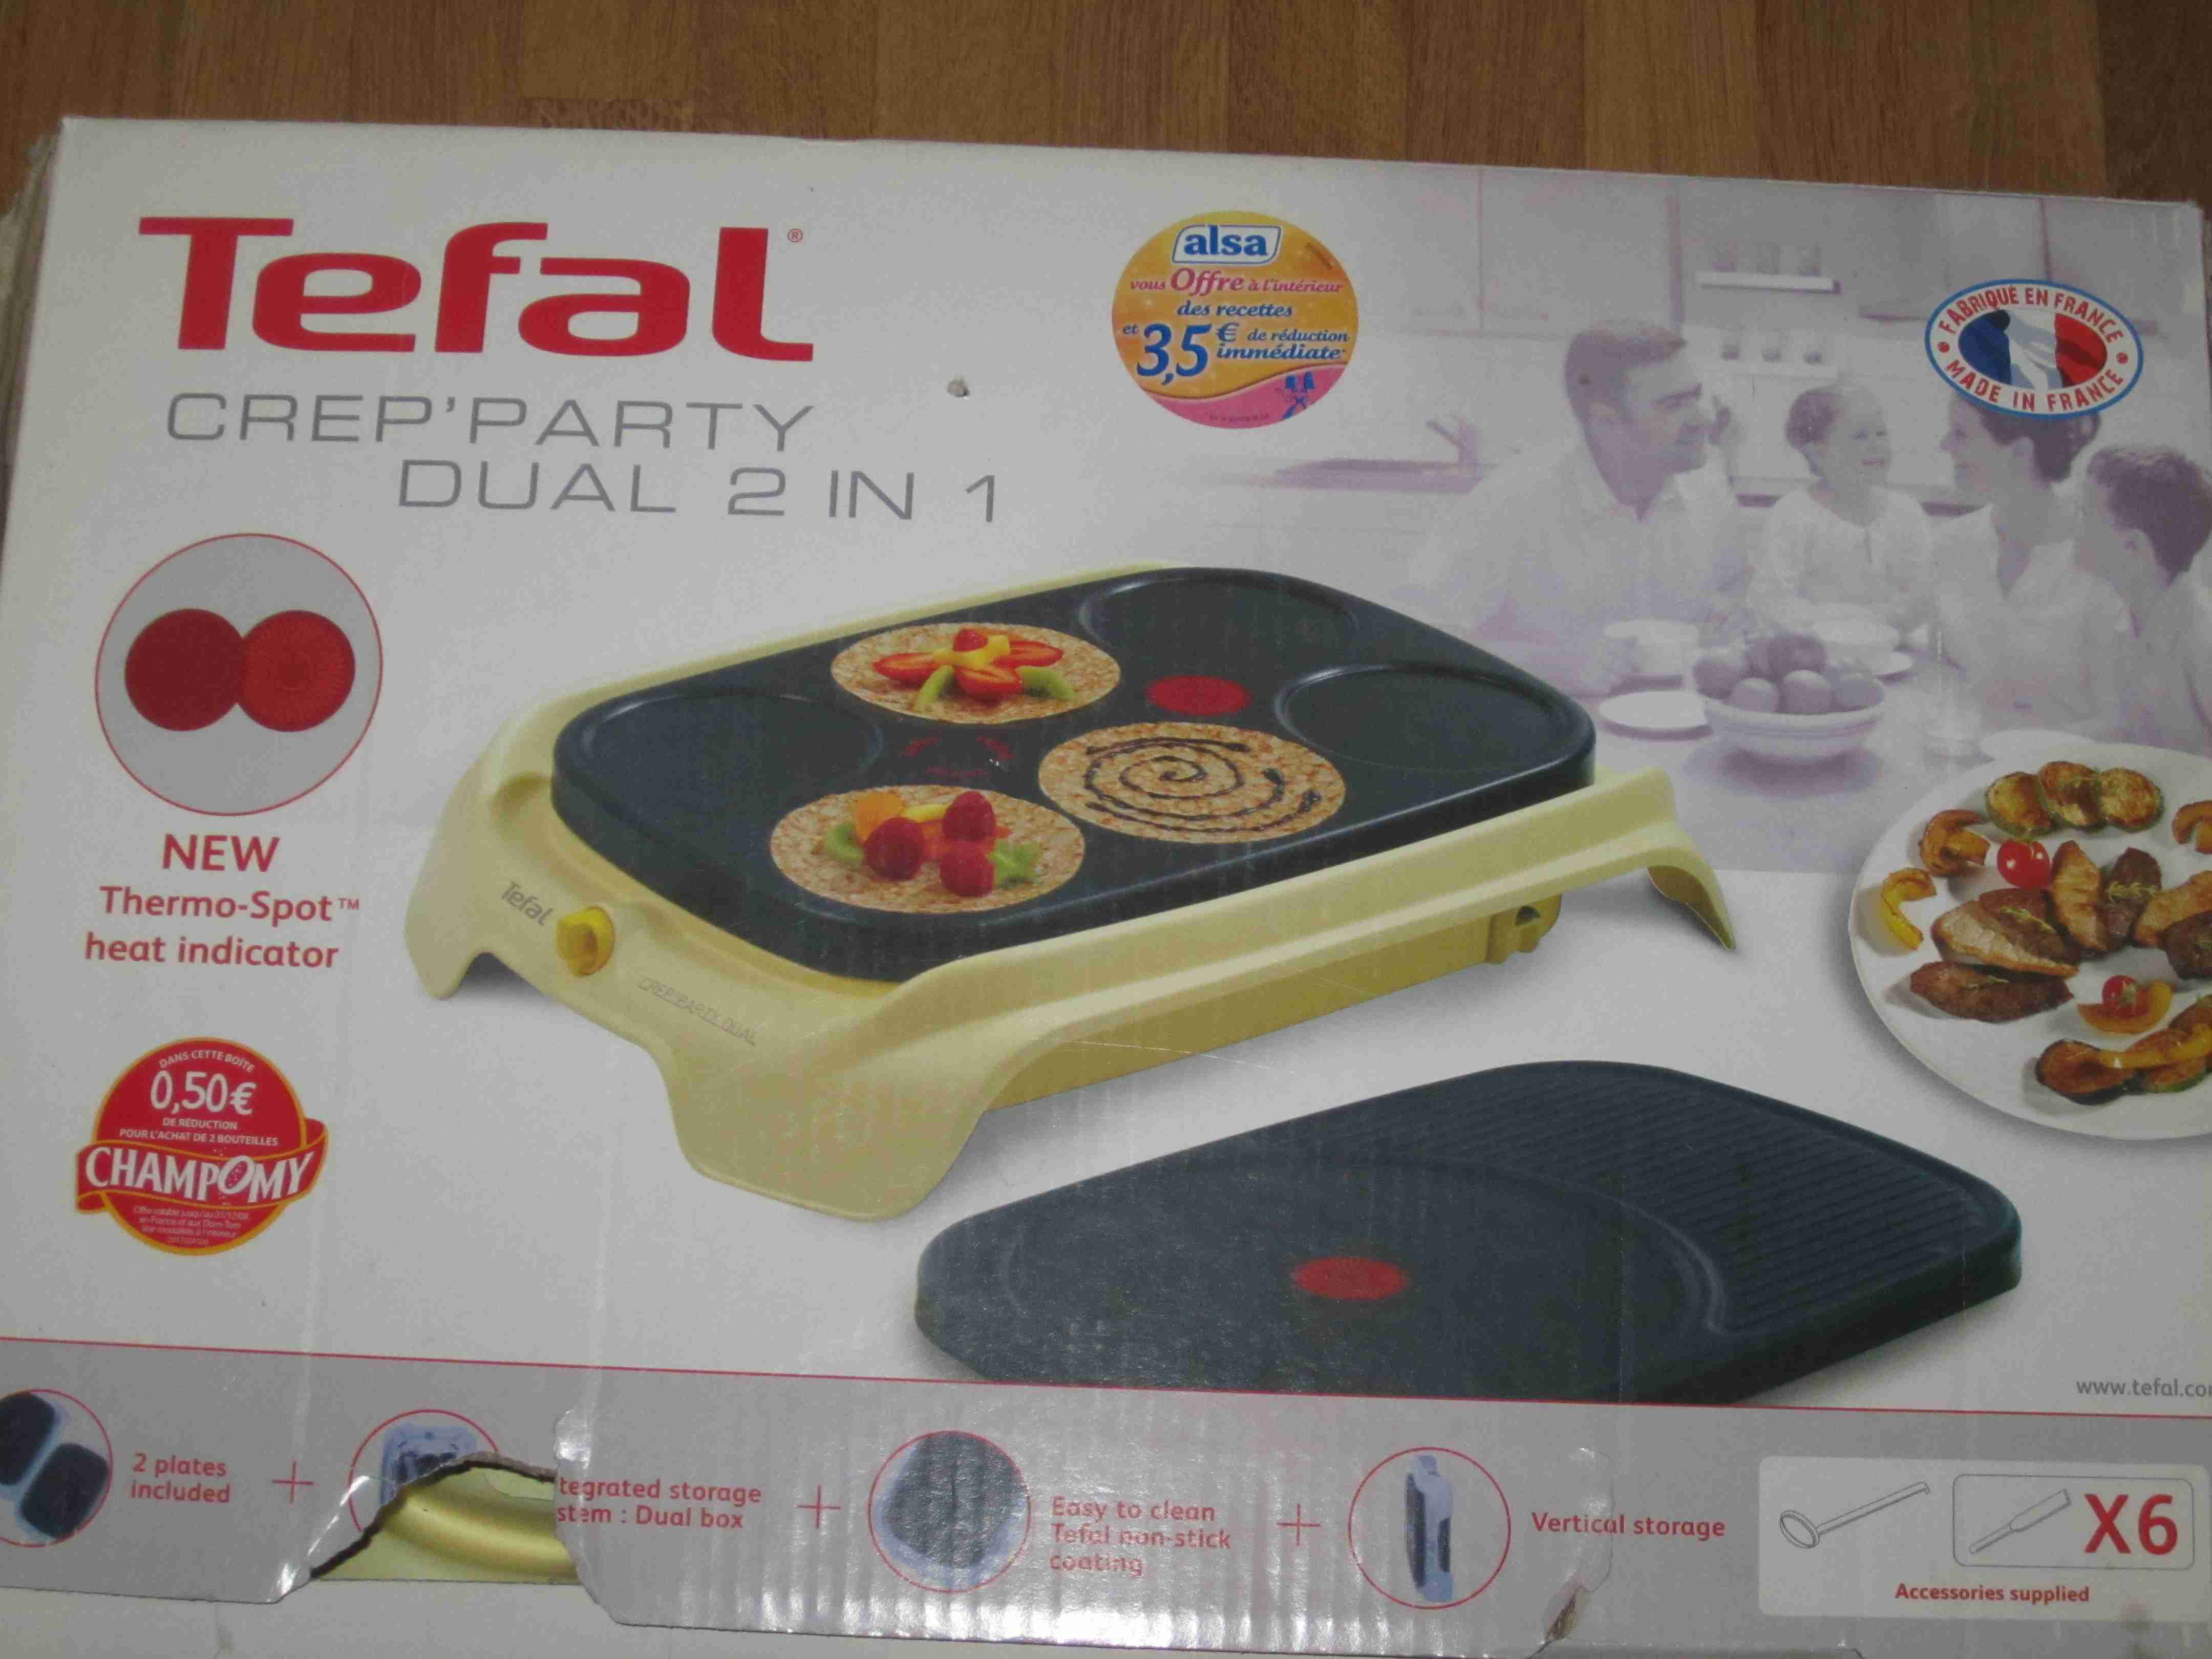 Tefal®
CREP'PARTY
DUAL 2 IN 1
alsa
vous Offre à l'intérieur
des recettes
et 3,5€ de réduction
immédiate*
FABRIQUÉ EN FRANCE
MADE IN FRANCE
NEW
Thermo-Spot™
heat indicator
Tefal
CREP'PARTY DUAL
DANS CETTE BOÎTE
0,50€
DE RÉDUCTION
POUR L'ACHAT DE 2 BOUTEILLES
CHAMPOMY
www.tefal.co
2 plates
included
+
tegrated storage
stem : Dual box
+
Easy to clean
Tefal non-stick
coating
+
Vertical storage
X6
Accessories supplied